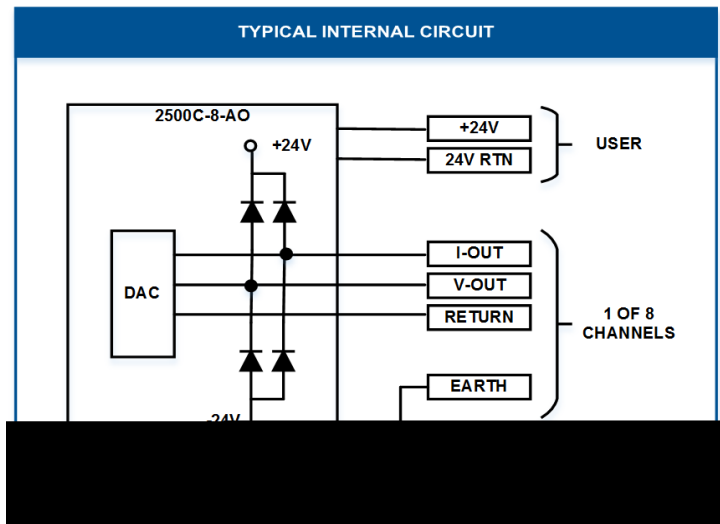 TYPICAL INTERNAL CIRCUIT
2500C-8-AO
+24V
+24V
24V RTN
USER
DAC
I-OUT
V-OUT
RETURN
1 OF 8
CHANNELS
EARTH
-24V